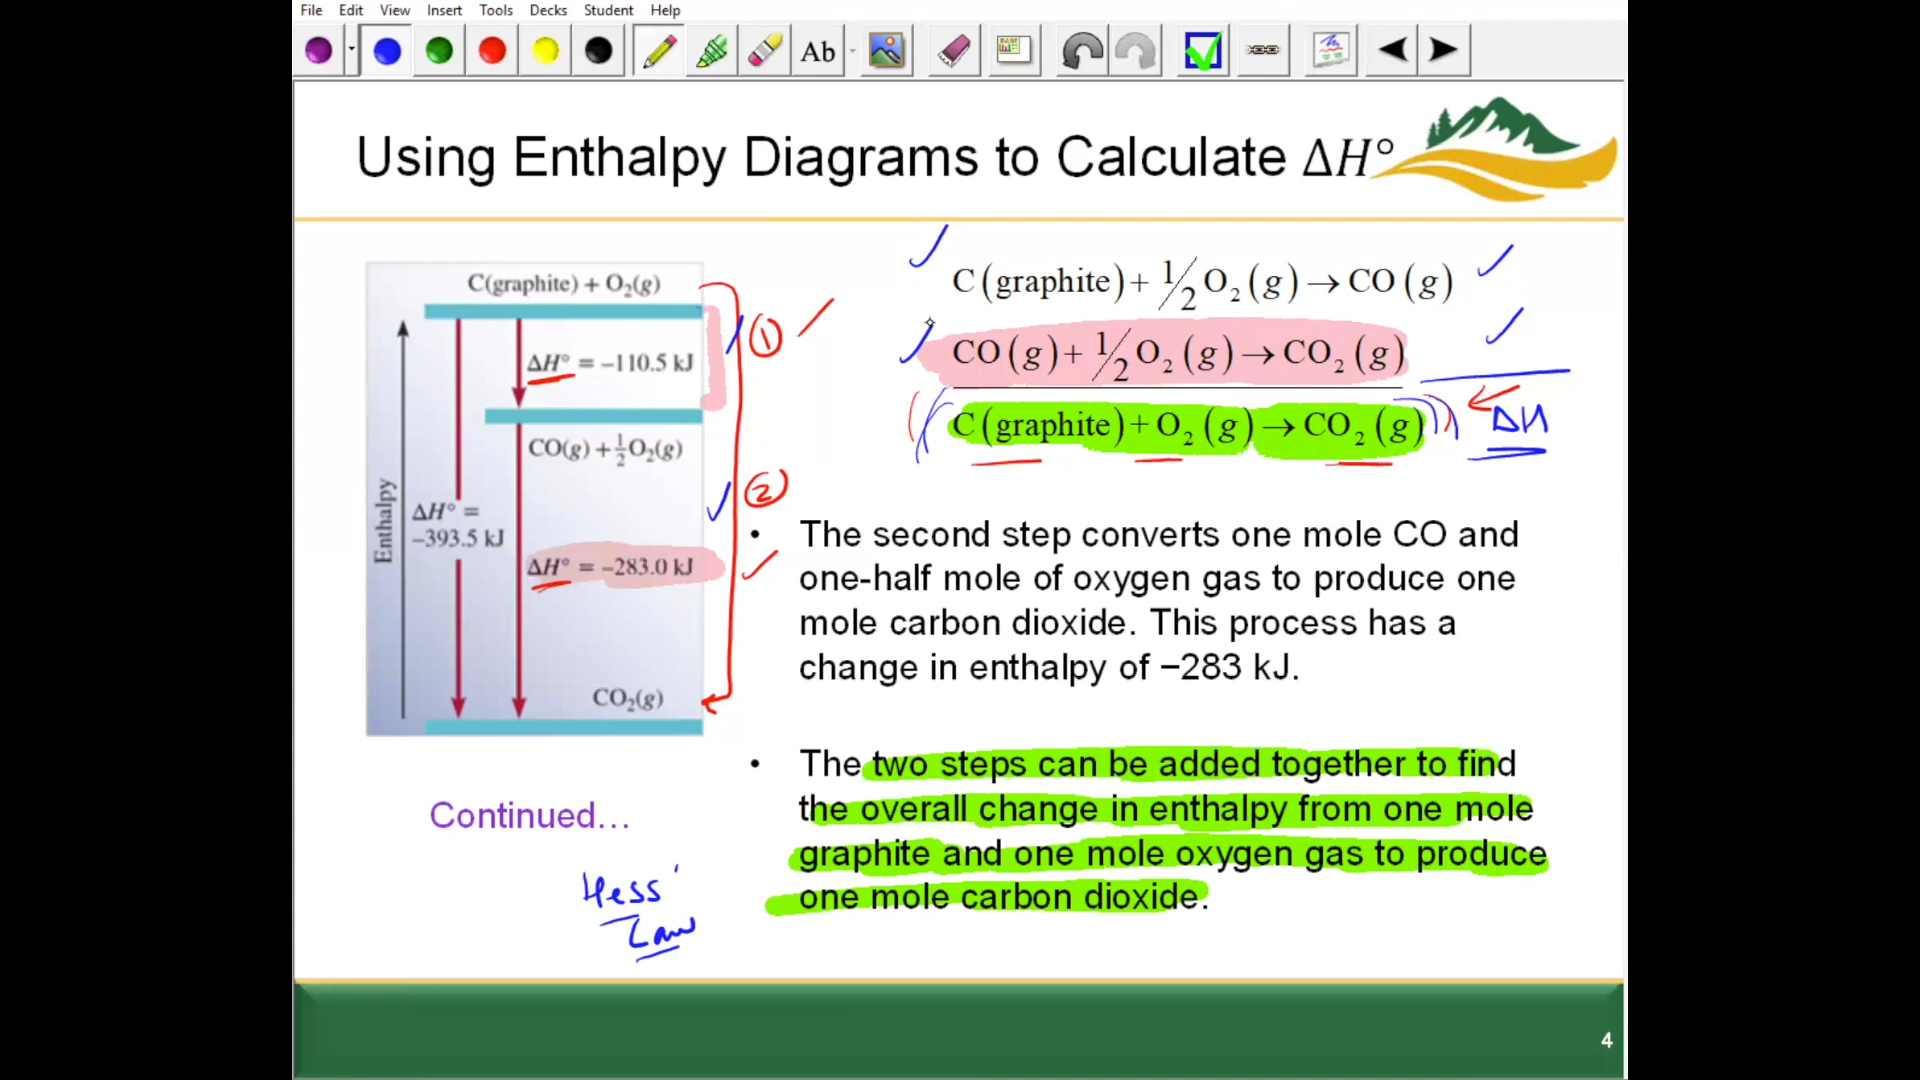 File Edit View Insert Tools Decks Student Help
Ab
Using Enthalpy Diagrams to Calculate ΔH°
C(graphite) + O₂(g)
ΔH° = −110.5 kJ
CO(g) + ½O₂(g)
Enthalpy
ΔH° =
−393.5 kJ
ΔH° = −283.0 kJ
CO₂(g)
①
②
C(graphite) + 1/2 O₂(g) → CO(g)
CO(g) + 1/2 O₂(g) → CO₂(g)
C(graphite) + O₂(g) → CO₂(g)
ΔH
• The second step converts one mole CO and
one-half mole of oxygen gas to produce one
mole carbon dioxide. This process has a
change in enthalpy of −283 kJ.
• The two steps can be added together to find
the overall change in enthalpy from one mole
graphite and one mole oxygen gas to produce
one mole carbon dioxide.
Continued…
Hess'
Law
4